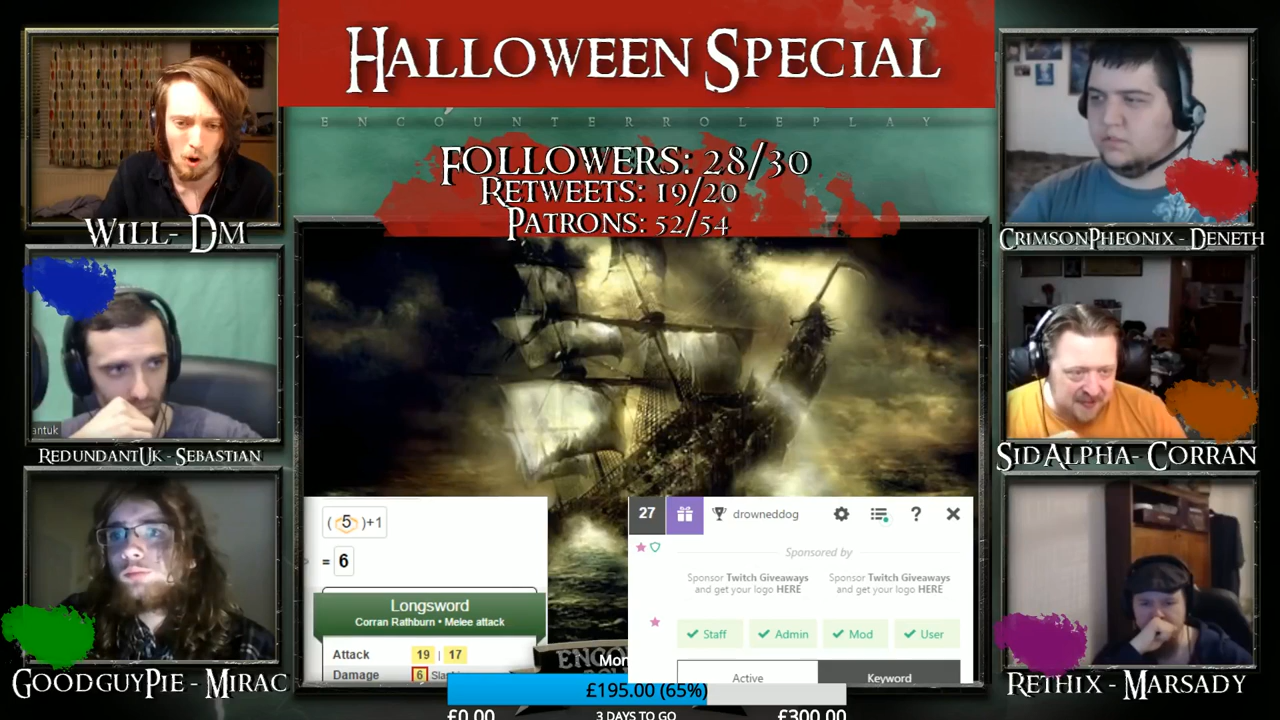 HALLOWEEN SPECIAL
ENCOUNTERROLEPLAY
FOLLOWERS: 28/30
RETWEETS: 19/20
PATRONS: 52/54
WILL- DM
CRIMSONPHEONIX - DENETH
antuk
REDUNDANTUK - SEBASTIAN
SIDALPHA- CORRAN
GOODGUYPIE - MIRAC
RETHIX - MARSADY
(5)+1
= 6
Longsword
Corran Rathburn • Melee attack
Attack 19 | 17
Damage 6
27 drowneddog ?
Sponsored by
Sponsor Twitch Giveaways and get your logo HERE
Sponsor Twitch Giveaways and get your logo HERE
Staff Admin Mod User
Active Keyword
£195.00 (65%)
£0.00 3 DAYS TO GO £300.00